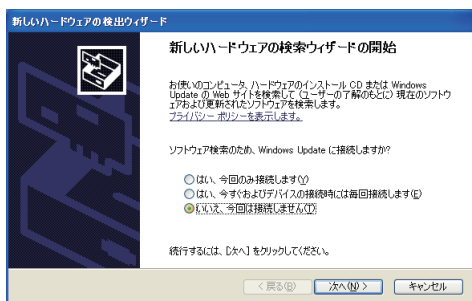 新しいハードウェアの検出ウィザード
新しいハードウェアの検索ウィザードの開始
お使いのコンピュータ、ハードウェアのインストール CD または Windows
Update の Web サイトを検索して (ユーザーの了解のもとに) 現在のソフトウ
ェアおよび更新されたソフトウェアを検索します。
プライバシー ポリシーを表示します。
ソフトウェア検索のため、Windows Update に接続しますか?
はい、今回のみ接続します(Y)
はい、今すぐおよびデバイスの接続時には毎回接続します(E)
いいえ、今回は接続しません(T)
続行するには、[次へ] をクリックしてください。
< 戻る(B)
次へ(N) >
キャンセル